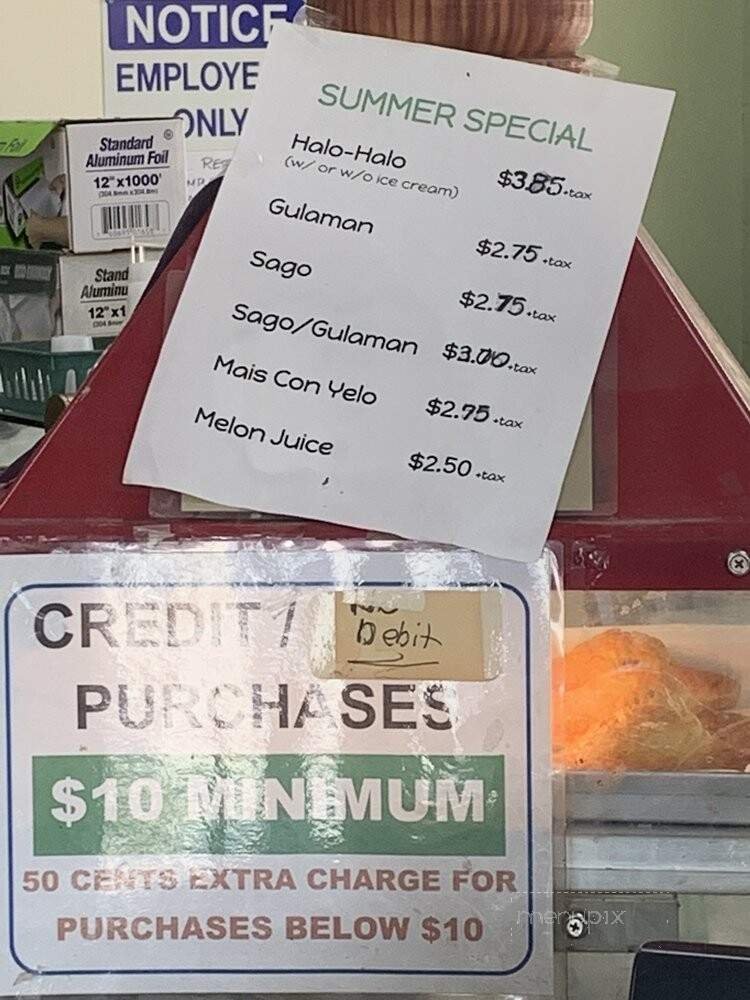 NOTICE
EMPLOYE
ONLY
Standard
Aluminum Foil
12" x1000'
Stand
Aluminu
12" x1
SUMMER SPECIAL
Halo-Halo $3.85+tax
(w/ or w/o ice cream)
Gulaman $2.75+tax
Sago $2.75+tax
Sago/Gulaman $3.00+tax
Mais Con Yelo $2.75+tax
Melon Juice $2.50+tax
CREDIT /
Debit
PURCHASES
$10 MINIMUM
50 CENTS EXTRA CHARGE FOR
PURCHASES BELOW $10
menupix